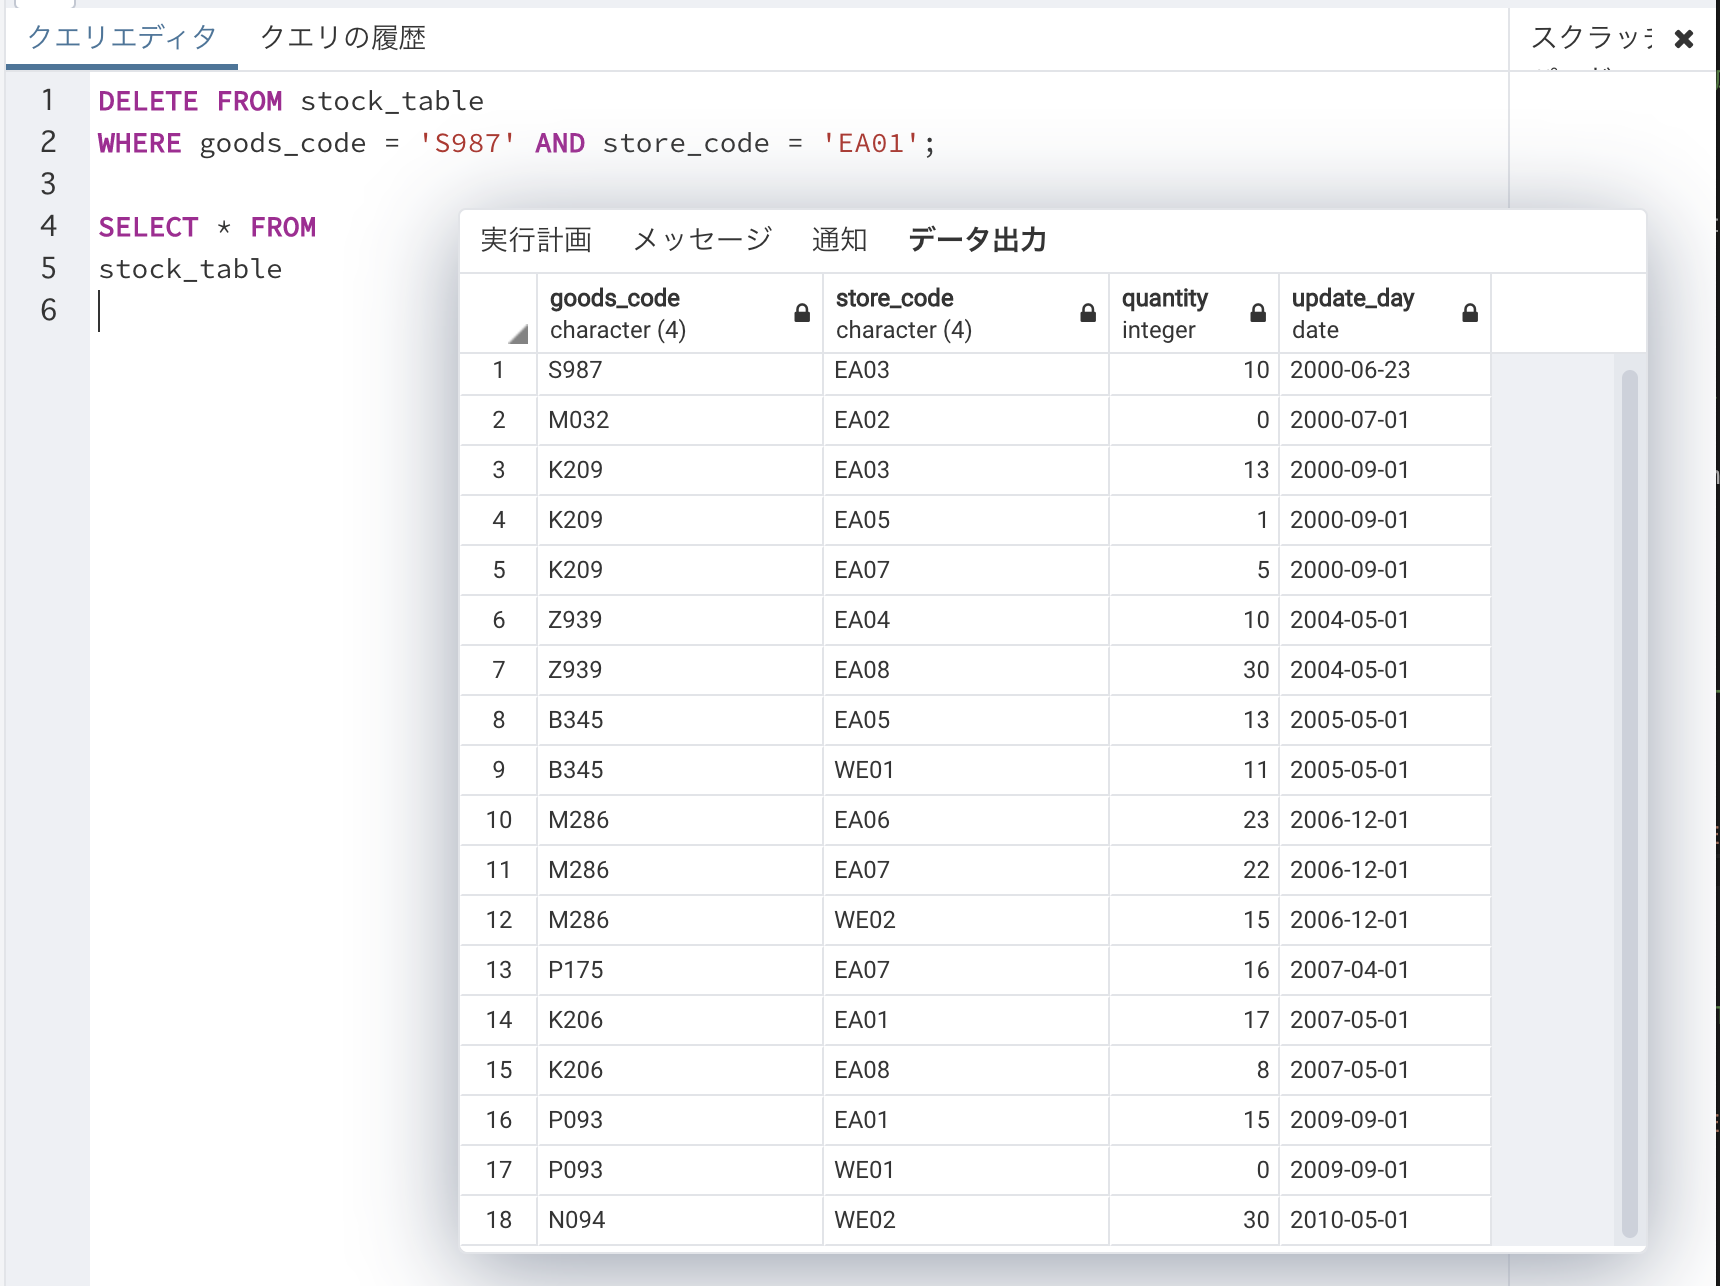 クエリエディタ クエリの履歴 スクラッチ
1 DELETE FROM stock_table
2 WHERE goods_code = 'S987' AND store_code = 'EA01';
3
4 SELECT * FROM
5 stock_table
6
実行計画 メッセージ 通知 データ出力
goods_code store_code quantity update_day
character (4) character (4) integer date
1 S987 EA03 10 2000-06-23
2 M032 EA02 0 2000-07-01
3 K209 EA03 13 2000-09-01
4 K209 EA05 1 2000-09-01
5 K209 EA07 5 2000-09-01
6 Z939 EA04 10 2004-05-01
7 Z939 EA08 30 2004-05-01
8 B345 EA05 13 2005-05-01
9 B345 WE01 11 2005-05-01
10 M286 EA06 23 2006-12-01
11 M286 EA07 22 2006-12-01
12 M286 WE02 15 2006-12-01
13 P175 EA07 16 2007-04-01
14 K206 EA01 17 2007-05-01
15 K206 EA08 8 2007-05-01
16 P093 EA01 15 2009-09-01
17 P093 WE01 0 2009-09-01
18 N094 WE02 30 2010-05-01